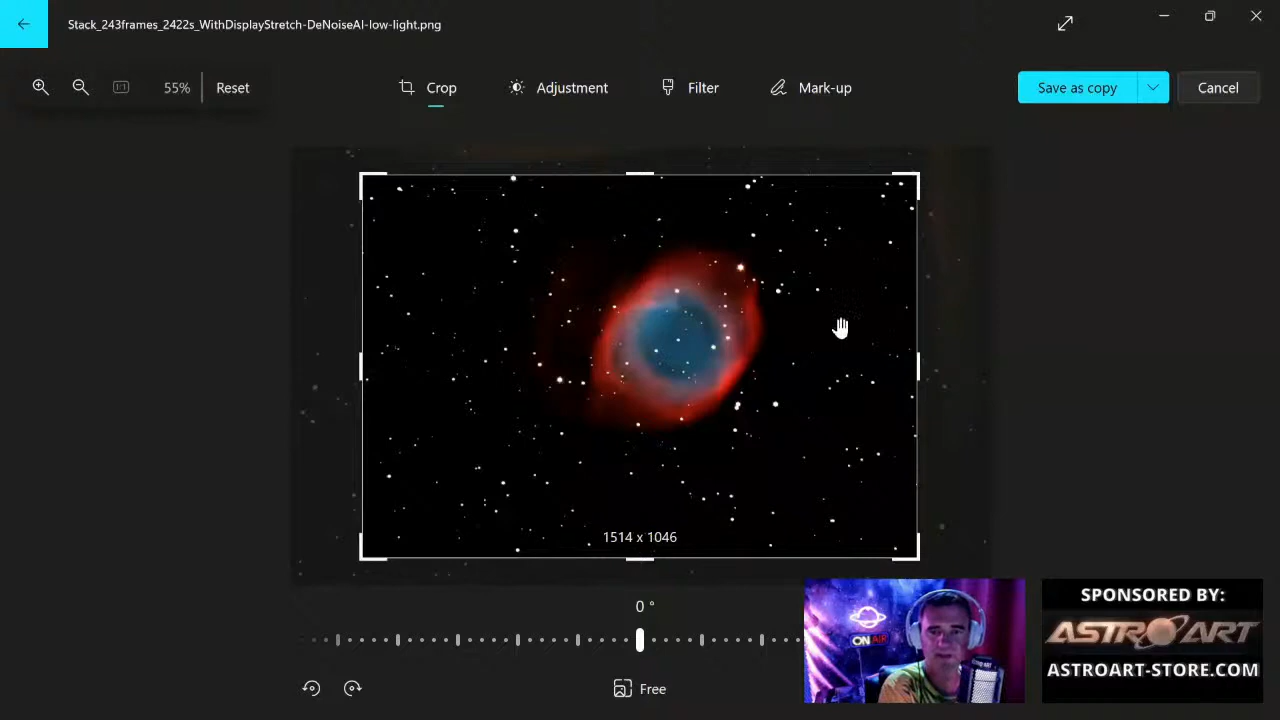 Stack_243frames_2422s_WithDisplayStretch-DeNoiseAI-low-light.png
55%
Reset
Crop
Adjustment
Filter
Mark-up
Save as copy
Cancel
1514 x 1046
0 °
Free
ON AIR
SPONSORED BY:
ASTROART
ASTROART-STORE.COM